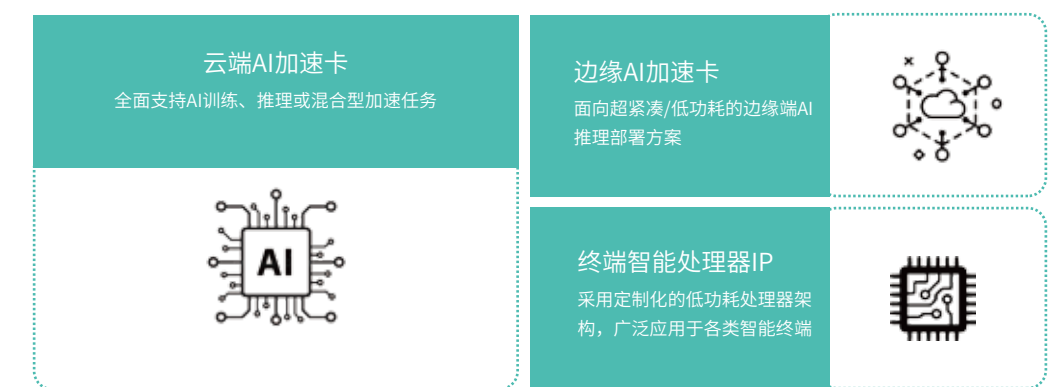 云端AI加速卡
全面支持AI训练、推理或混合型加速任务
AI
边缘AI加速卡
面向超紧凑/低功耗的边缘端AI
推理部署方案
终端智能处理器IP
采用定制化的低功耗处理器架
构，广泛应用于各类智能终端